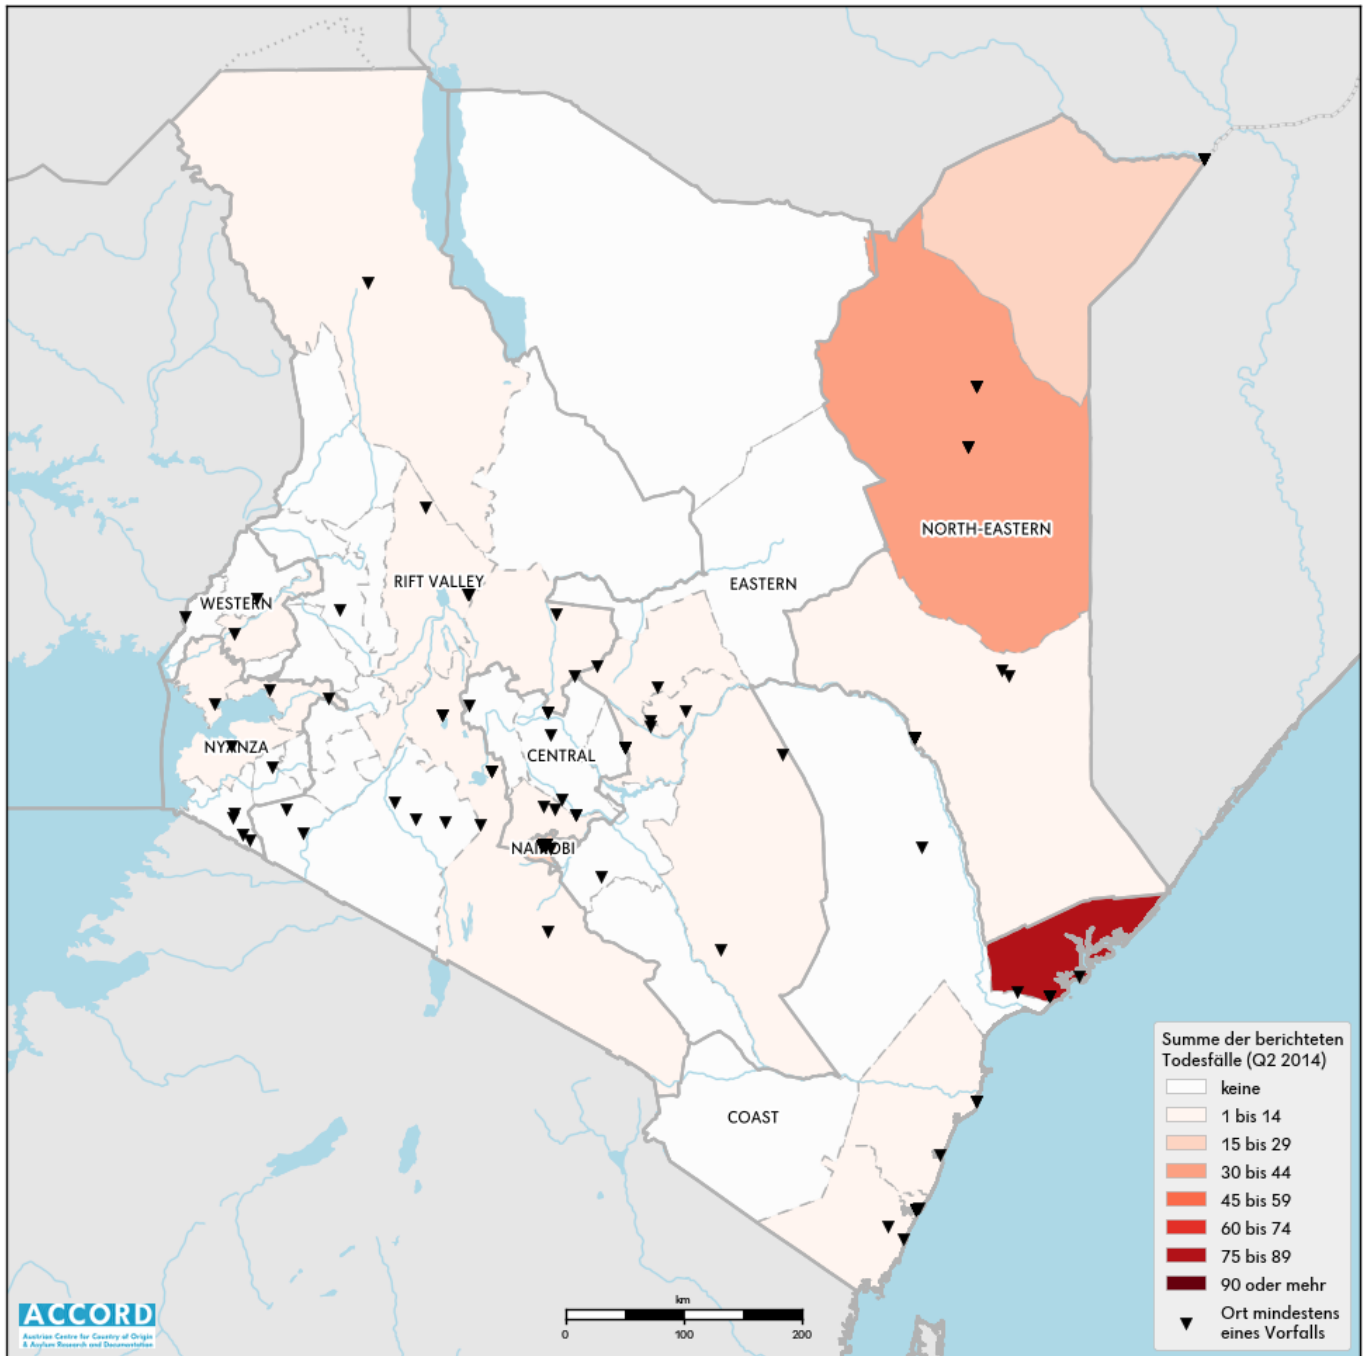 NORTH-EASTERN
RIFT VALLEY
EASTERN
WESTERN
NYANZA
CENTRAL
NAIROBI
COAST
Summe der berichteten
Todesfälle (Q2 2014)
keine
1 bis 14
15 bis 29
30 bis 44
45 bis 59
60 bis 74
75 bis 89
90 oder mehr
Ort mindestens
eines Vorfalls
km
0 100 200
ACCORD
Austrian Centre for Country of Origin
& Asylum Research and Documentation